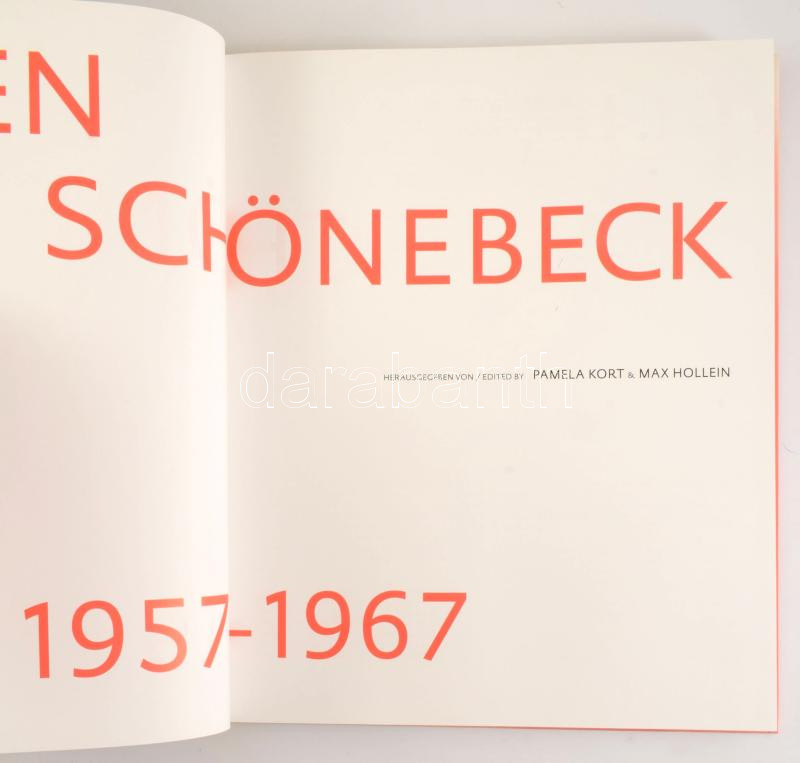 EN
SCHÖNEBECK
HERAUSGEGEBEN VON / EDITED BY PAMELA KORT & MAX HOLLEIN
darabanth
1957-1967